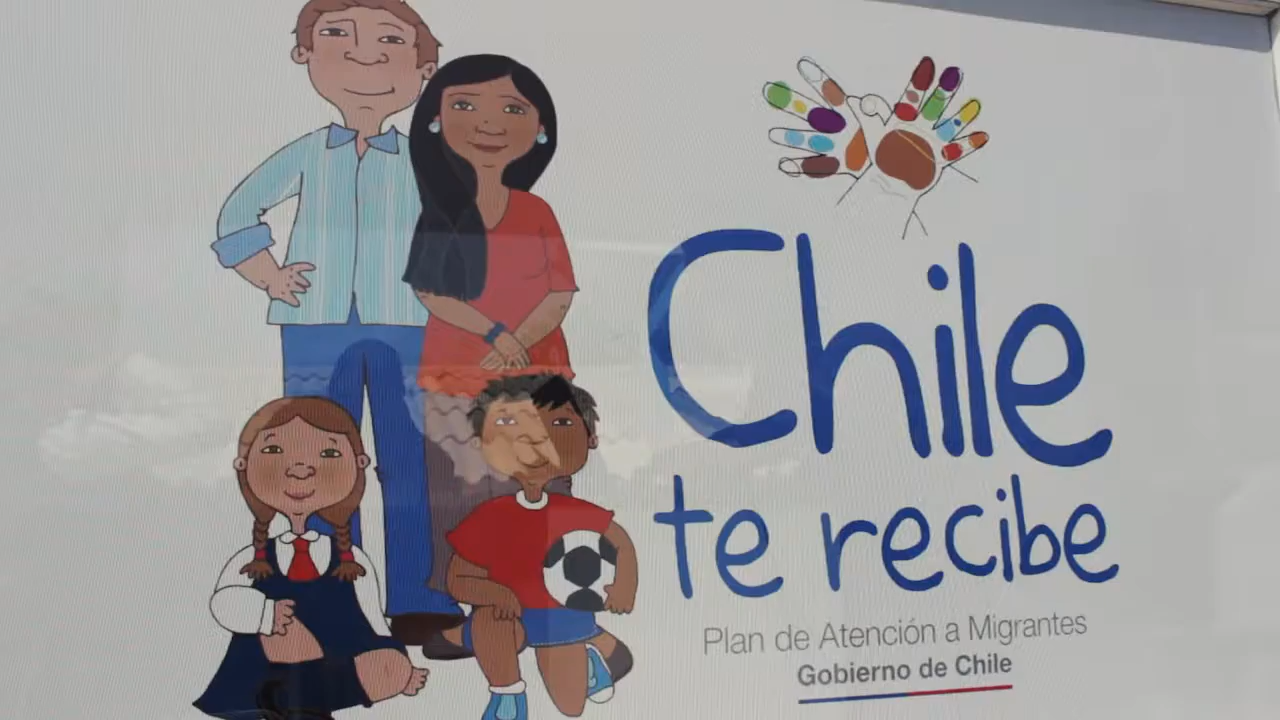 Chile
te recibe
Plan de Atención a Migrantes
Gobierno de Chile